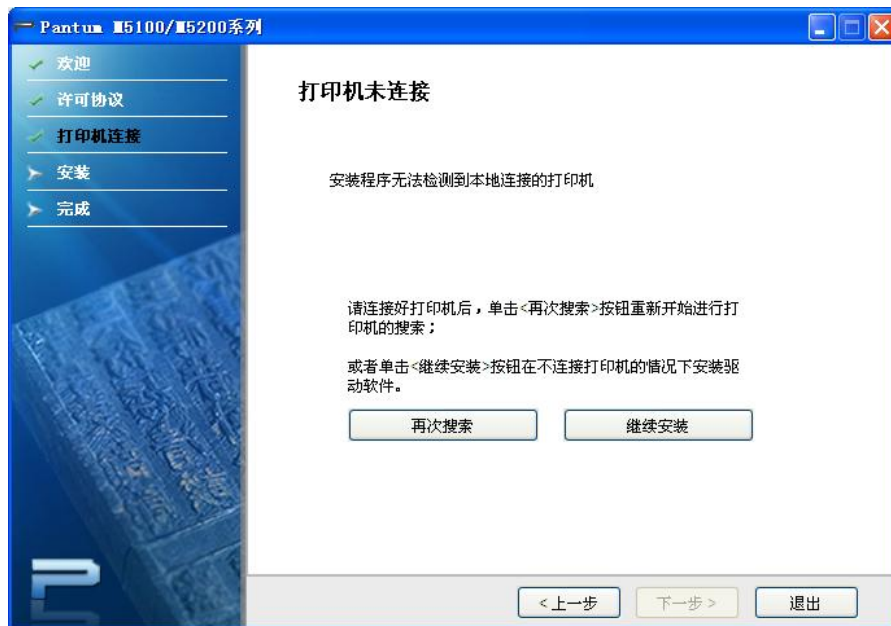 Pantum M5100/M5200系列
欢迎
许可协议
打印机连接
安装
完成
打印机未连接
安装程序无法检测到本地连接的打印机
请连接好打印机后，单击<再次搜索>按钮重新开始进行打
印机的搜索；
或者单击<继续安装>按钮在不连接打印机的情况下安装驱
动软件。
再次搜索
继续安装
<上一步
下一步>
退出